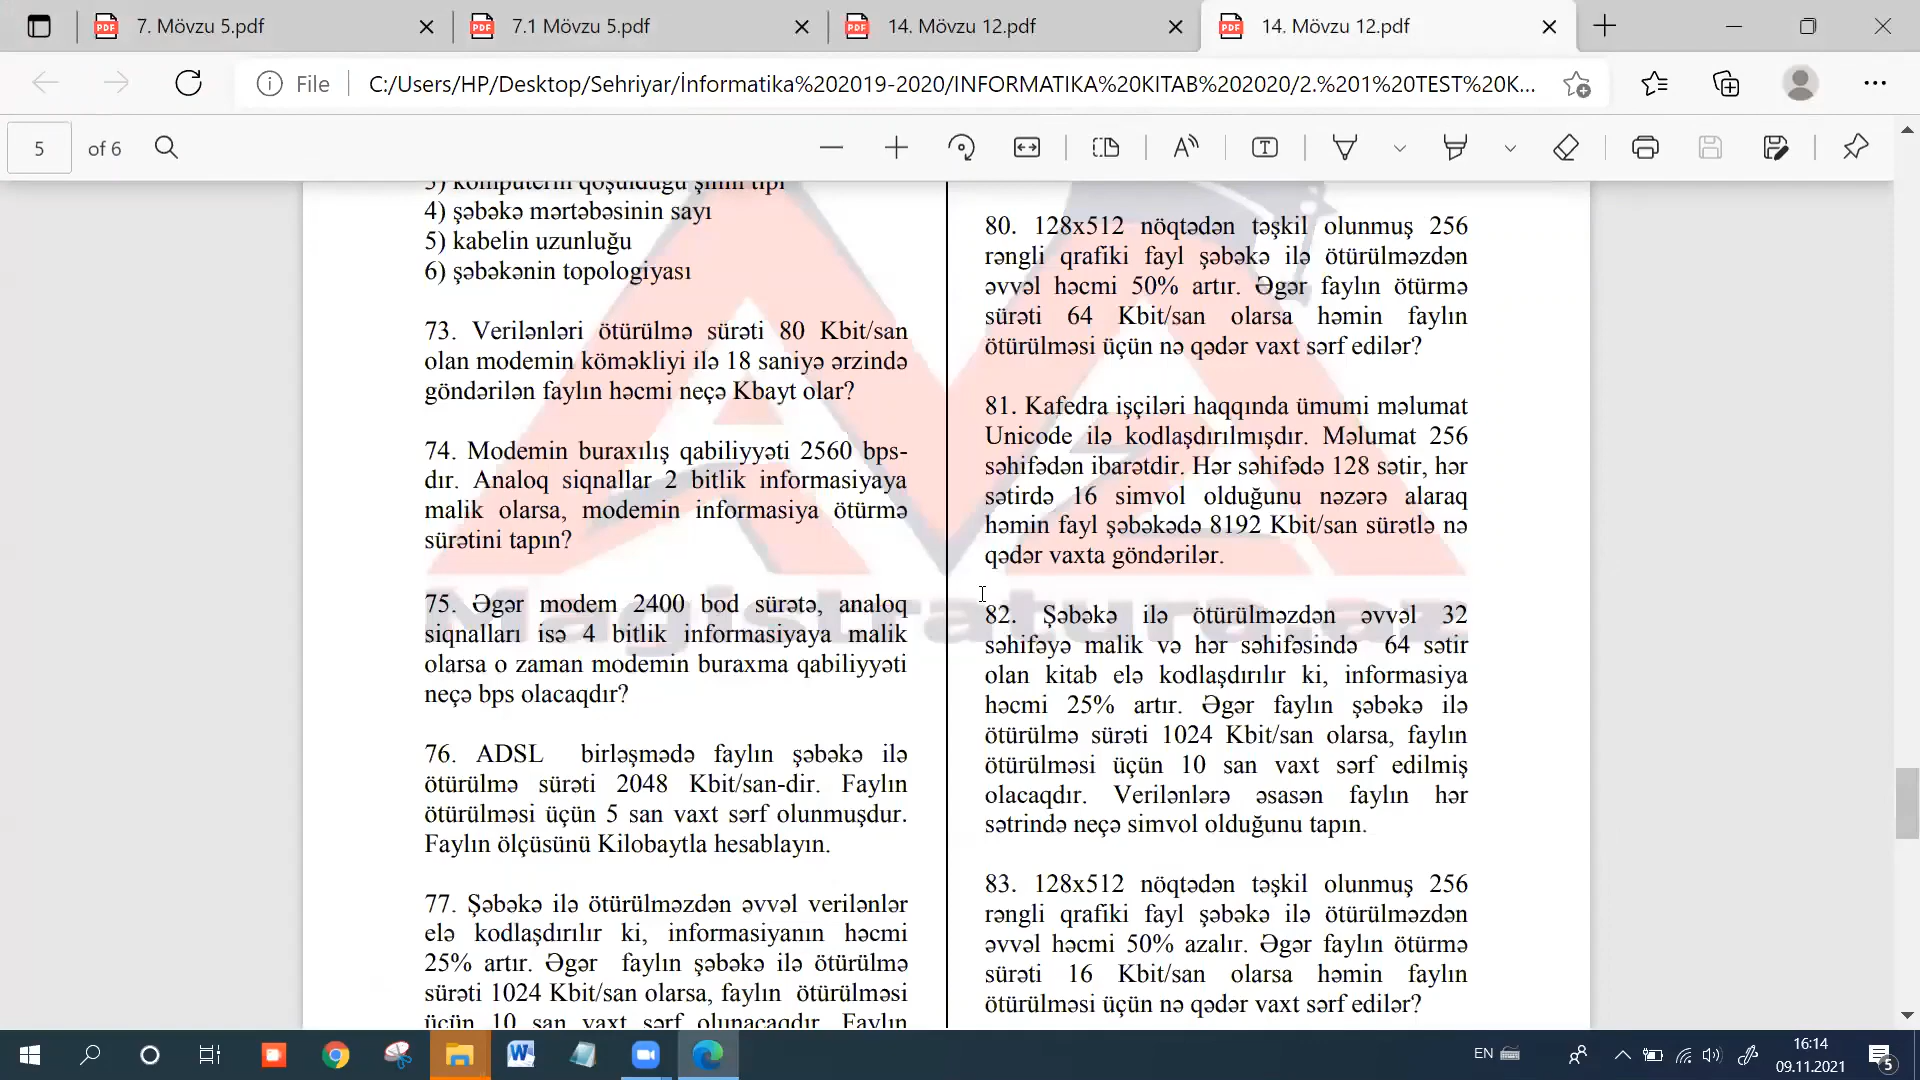 7. Mövzu 5.pdf
7.1 Mövzu 5.pdf
14. Mövzu 12.pdf
14. Mövzu 12.pdf
File
C:/Users/HP/Desktop/Sehriyar/İnformatika%202019-2020/INFORMATIKA%20KITAB%202020/2.%201%20TEST%20K...
5 of 6
3) kompüterin qoşulduğu şinin tipi
4) şəbəkə mərtəbəsinin sayı
5) kabelin uzunluğu
6) şəbəkənin topologiyası
73. Verilənləri ötürülmə sürəti 80 Kbit/san
olan modemin köməkliyi ilə 18 saniyə ərzində
göndərilən faylın həcmi neçə Kbayt olar?
74. Modemin buraxılış qabiliyyəti 2560 bps-
dır. Analoq siqnallar 2 bitlik informasiyaya
malik olarsa, modemin informasiya ötürmə
sürətini tapın?
75. Əgər modem 2400 bod sürətə, analoq
siqnalları isə 4 bitlik informasiyaya malik
olarsa o zaman modemin buraxma qabiliyyəti
neçə bps olacaqdır?
76. ADSL birləşmədə faylın şəbəkə ilə
ötürülmə sürəti 2048 Kbit/san-dir. Faylın
ötürülməsi üçün 5 san vaxt sərf olunmuşdur.
Faylın ölçüsünü Kilobaytla hesablayın.
77. Şəbəkə ilə ötürülməzdən əvvəl verilənlər
elə kodlaşdırılır ki, informasiyanın həcmi
25% artır. Əgər faylın şəbəkə ilə ötürülmə
sürəti 1024 Kbit/san olarsa, faylın ötürülməsi
üçün 10 san vaxt sərf olunacaqdır. Faylın
80. 128x512 nöqtədən təşkil olunmuş 256
rəngli qrafiki fayl şəbəkə ilə ötürülməzdən
əvvəl həcmi 50% artır. Əgər faylın ötürmə
sürəti 64 Kbit/san olarsa həmin faylın
ötürülməsi üçün nə qədər vaxt sərf edilər?
81. Kafedra işçiləri haqqında ümumi məlumat
Unicode ilə kodlaşdırılmışdır. Məlumat 256
səhifədən ibarətdir. Hər səhifədə 128 sətir, hər
sətirdə 16 simvol olduğunu nəzərə alaraq
həmin fayl şəbəkədə 8192 Kbit/san sürətlə nə
qədər vaxta göndərilər.
82. Şəbəkə ilə ötürülməzdən əvvəl 32
səhifəyə malik və hər səhifəsində 64 sətir
olan kitab elə kodlaşdırılır ki, informasiya
həcmi 25% artır. Əgər faylın şəbəkə ilə
ötürülmə sürəti 1024 Kbit/san olarsa, faylın
ötürülməsi üçün 10 san vaxt sərf edilmiş
olacaqdır. Verilənlərə əsasən faylın hər
sətrində neçə simvol olduğunu tapın.
83. 128x512 nöqtədən təşkil olunmuş 256
rəngli qrafiki fayl şəbəkə ilə ötürülməzdən
əvvəl həcmi 50% azalır. Əgər faylın ötürmə
sürəti 16 Kbit/san olarsa həmin faylın
ötürülməsi üçün nə qədər vaxt sərf edilər?
Magistratura.az
EN
16:14
09.11.2021
5